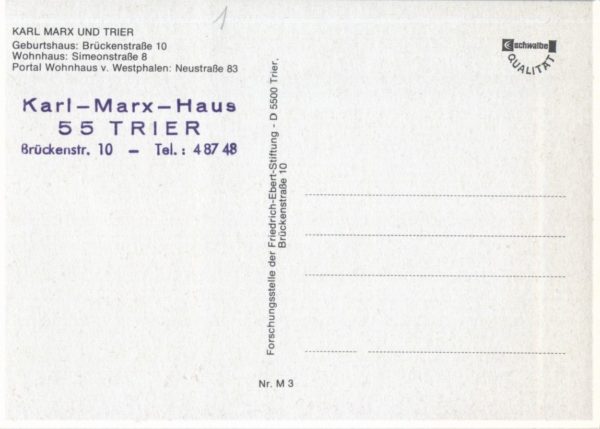 1
KARL MARX UND TRIER
Geburtshaus: Brückenstraße 10
Wohnhaus: Simeonstraße 8
Portal Wohnhaus v. Westphalen: Neustraße 83
Karl-Marx-Haus
55 TRIER
Brückenstr. 10 - Tel.: 48748
Forschungsstelle der Friedrich-Ebert-Stiftung - D 5500 Trier,
Brückenstraße 10
schwalbe
QUALITÄT
Nr. M 3